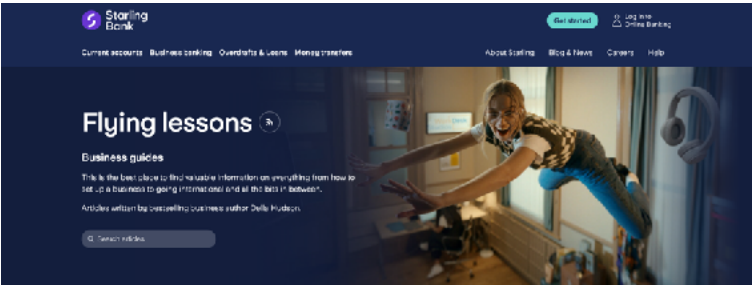 Starling
Bank
Get started
Log in to
Online Banking
Current accounts Business banking Overdrafts & Loans Money transfers
About Starling Blog & News Careers Help
Flying lessons
Business guides
This is the best place to find valuable information on everything from how to
set up a business to going international and all the bits in between.
Articles written by bestselling business author Della Hudson.
Search articles